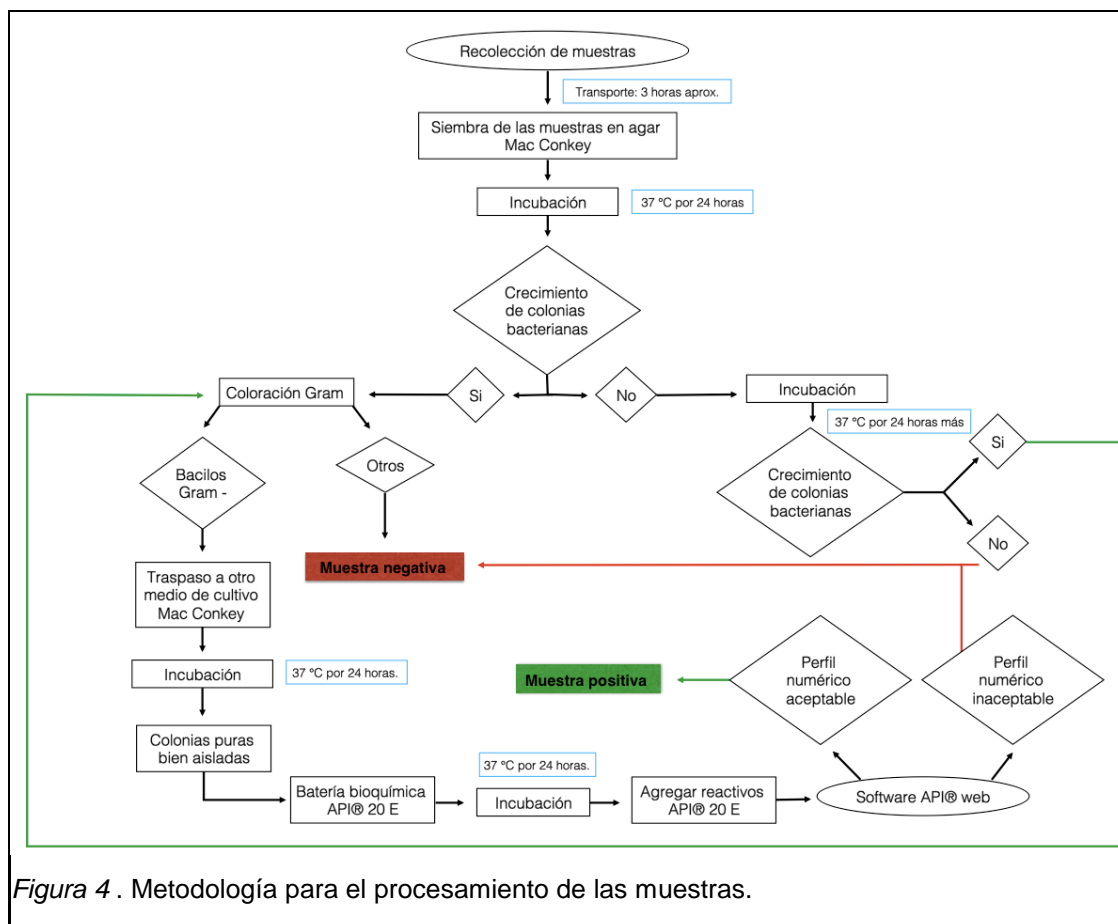 Recolección de muestras
Transporte: 3 horas aprox.
Siembra de las muestras en agar
Mac Conkey
Incubación
37 ºC por 24 horas
Crecimiento
de colonias
bacterianas
Coloración Gram
Si
No
Incubación
37 ºC por 24 horas más
Bacilos
Gram -
Otros
Crecimiento
de colonias
bacterianas
Si
No
Muestra negativa
Traspaso a otro
medio de cultivo
Mac Conkey
Incubación
37 ºC por 24 horas.
Muestra positiva
Perfil
numérico
aceptable
Perfil
numérico
inaceptable
Colonias puras
bien aisladas
Batería bioquímica
API® 20 E
37 ºC por 24 horas.
Incubación
Agregar reactivos
API® 20 E
Software API® web
Figura 4 . Metodología para el procesamiento de las muestras.